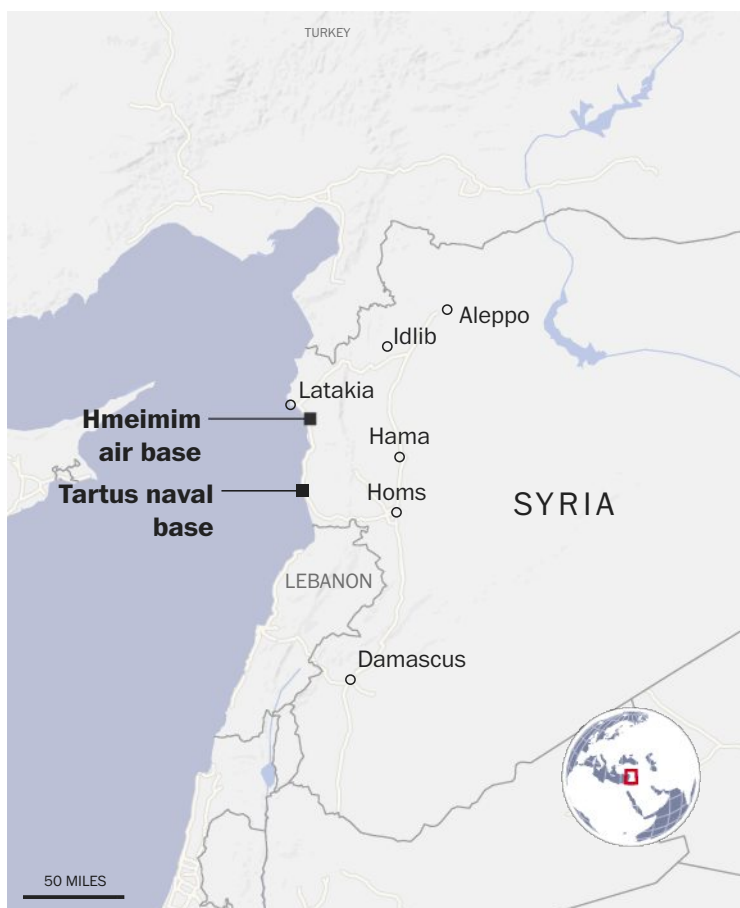 TURKEY
Aleppo
Idlib
Latakia
Hmeimim
air base
Hama
Tartus naval
base
Homs
SYRIA
LEBANON
Damascus
50 MILES